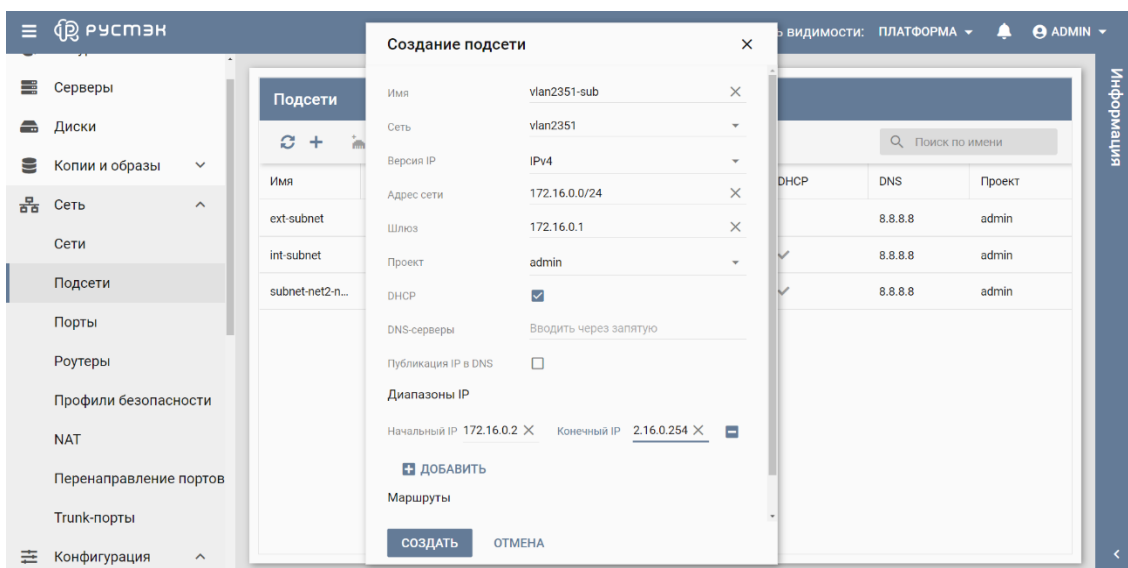 РУСТЭК
ь видимости: ПЛАТФОРМА
ADMIN
Серверы
Диски
Копии и образы
Сеть
Сети
Подсети
Порты
Роутеры
Профили безопасности
NAT
Перенаправление портов
Trunk-порты
Конфигурация
Подсети
Поиск по имени
Имя
DHCP
DNS
Проект
ext-subnet
8.8.8.8
admin
int-subnet
8.8.8.8
admin
subnet-net2-n...
8.8.8.8
admin
Создание подсети
Имя vlan2351-sub
Сеть vlan2351
Версия IP IPv4
Адрес сети 172.16.0.0/24
Шлюз 172.16.0.1
Проект admin
DHCP
DNS-серверы Вводить через запятую
Публикация IP в DNS
Диапазоны IP
Начальный IP 172.16.0.2 Конечный IP 2.16.0.254
ДОБАВИТЬ
Маршруты
СОЗДАТЬ ОТМЕНА
Информация